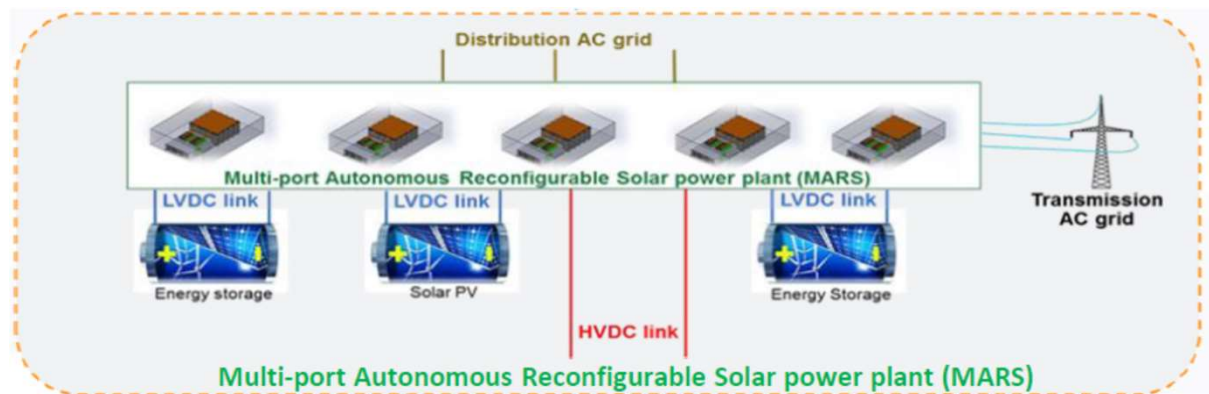 Distribution AC grid
Multi-port Autonomous Reconfigurable Solar power plant (MARS)
LVDC link
LVDC link
LVDC link
Transmission
AC grid
Energy storage
Solar PV
Energy Storage
HVDC link
Multi-port Autonomous Reconfigurable Solar power plant (MARS)